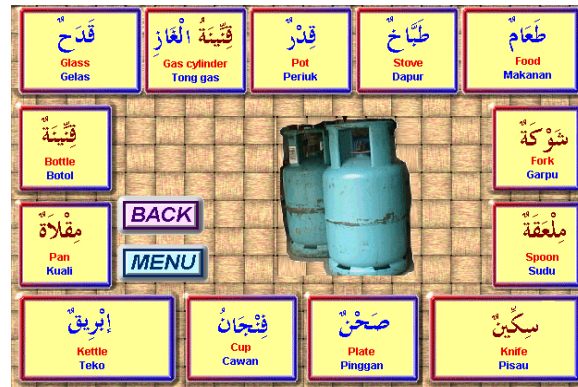 قَدَحٌ
Glass
Gelas
قِنِّينَةُ الْغَازِ
Gas cylinder
Tong gas
قِدْرٌ
Pot
Periuk
طَبَّاخٌ
Stove
Dapur
طَعَامٌ
Food
Makanan
قِنِّينَةٌ
Bottle
Botol
شَوْكَةٌ
Fork
Garpu
مِقْلَاةٌ
Pan
Kuali
BACK
MENU
مِلْعَقَةٌ
Spoon
Sudu
إِبْرِيقٌ
Kettle
Teko
فِنْجَانٌ
Cup
Cawan
صَحْنٌ
Plate
Pinggan
سِكِّينٌ
Knife
Pisau